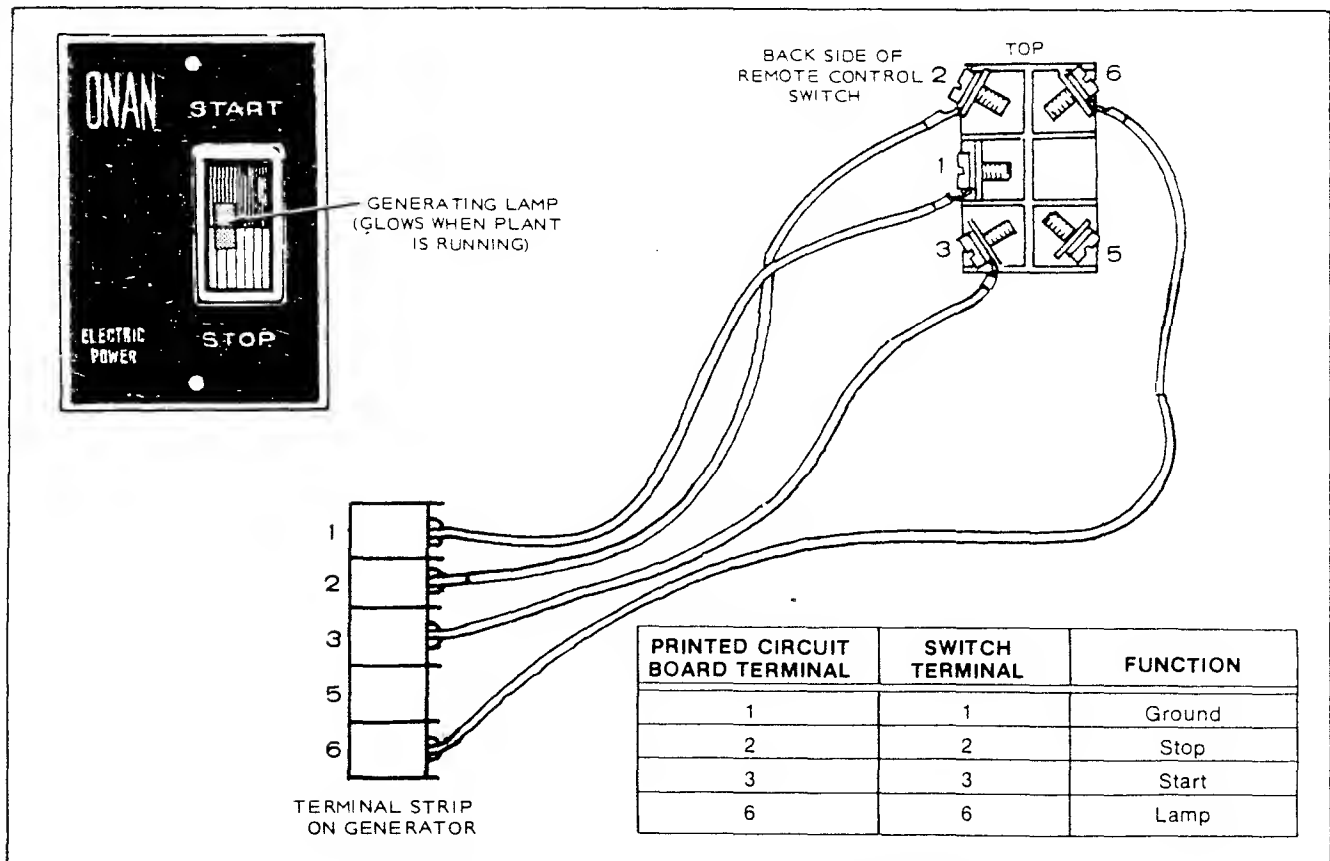 ONAN
START
STOP
ELECTRIC
POWER
GENERATING LAMP
(GLOWS WHEN PLANT
IS RUNNING)
BACK SIDE OF
REMOTE CONTROL
SWITCH
TOP
2
6
1
3
5
1
2
3
5
6
TERMINAL STRIP
ON GENERATOR
PRINTED CIRCUIT BOARD TERMINAL SWITCH TERMINAL FUNCTION
1 1 Ground
2 2 Stop
3 3 Start
6 6 Lamp